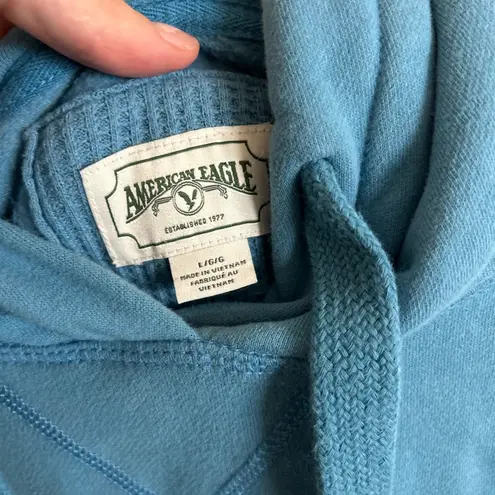 AMERICAN EAGLE
ESTABLISHED 1977
L/G/G
MADE IN VIETNAM
FABRIQUÉ AU
VIETNAM